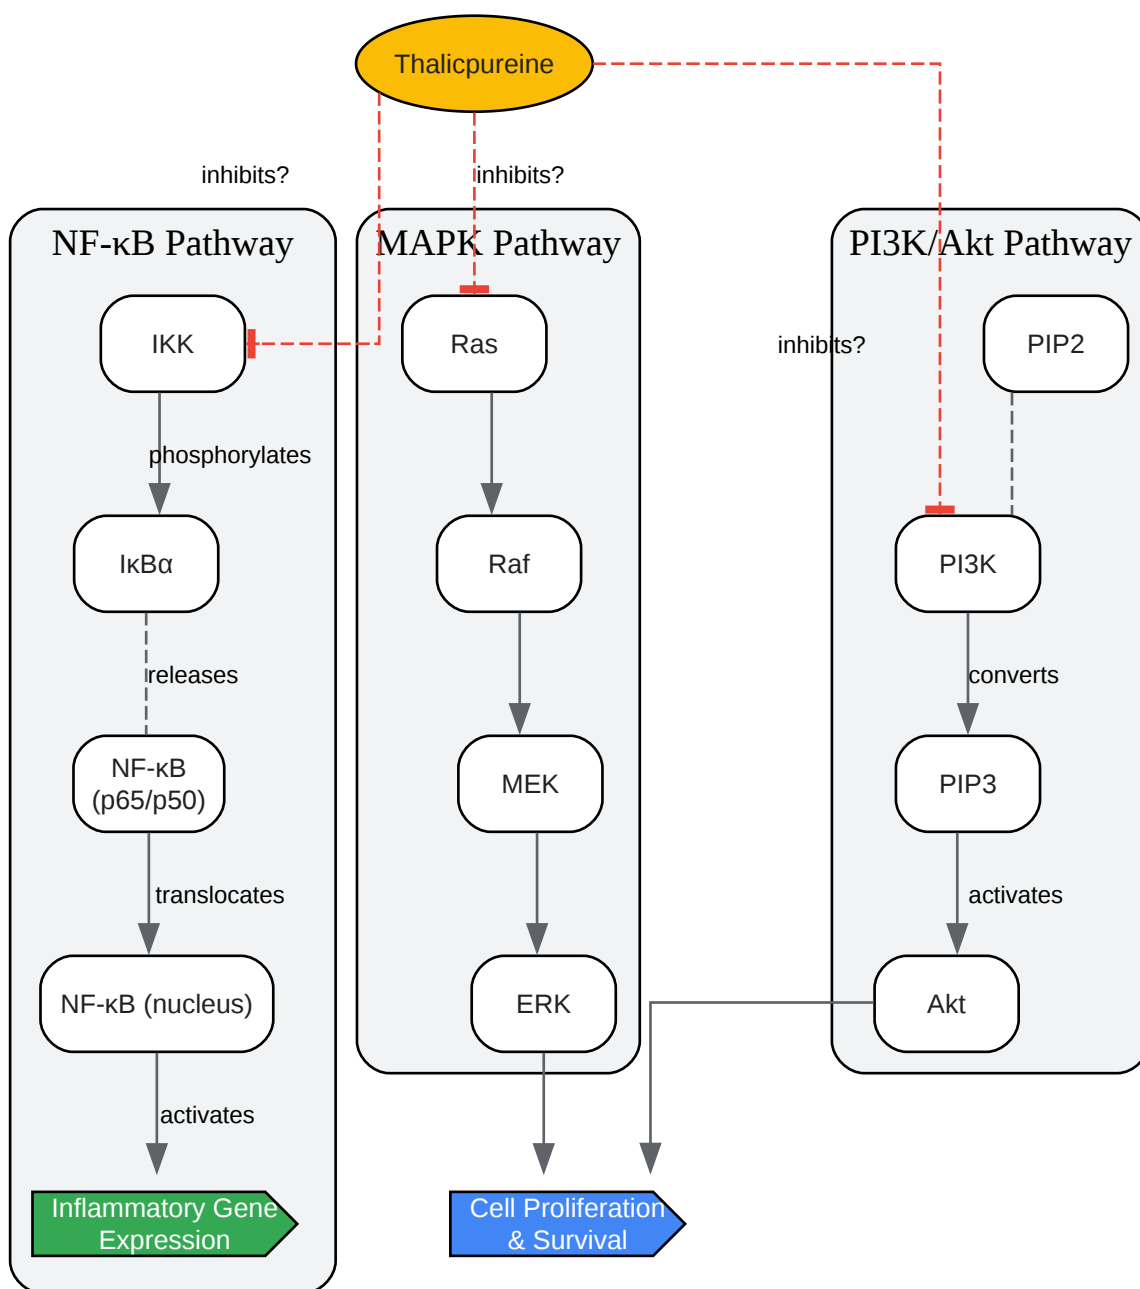 Thalicpureine
inhibits?
inhibits?
NF-κB Pathway
MAPK Pathway
PI3K/Akt Pathway
IKK
Ras
inhibits?
PIP2
phosphorylates
IκBα
Raf
PI3K
releases
converts
NF-κB
(p65/p50)
MEK
PIP3
translocates
activates
NF-κB (nucleus)
ERK
Akt
activates
Inflammatory Gene
Expression
Cell Proliferation
& Survival